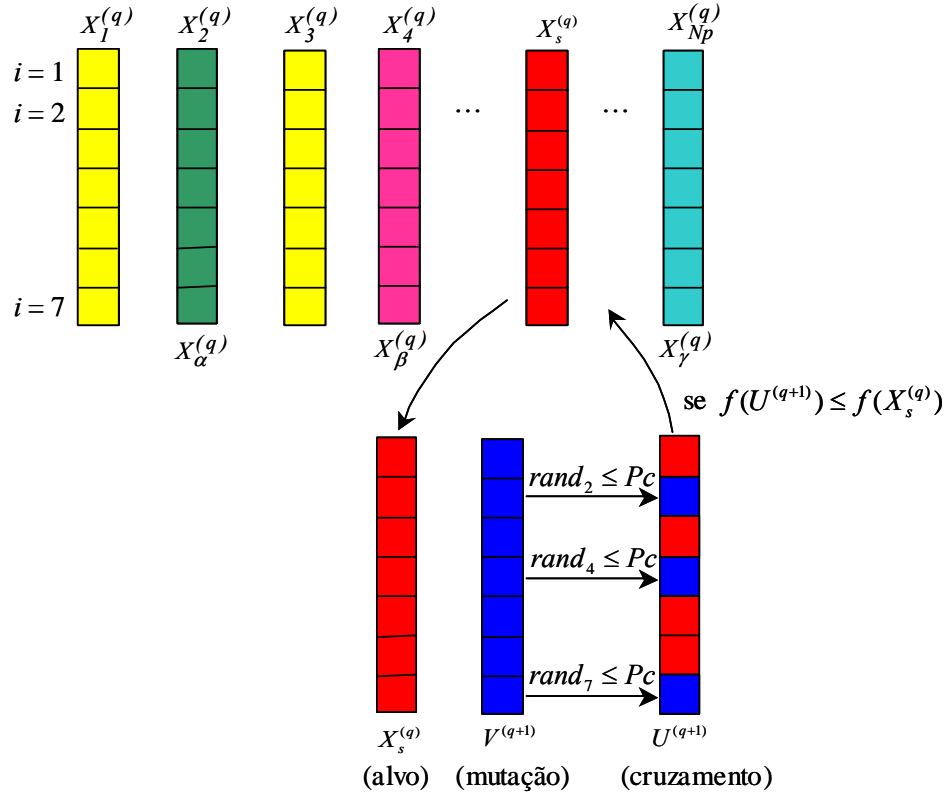 X_1^(q) X_2^(q) X_3^(q) X_4^(q) X_s^(q) X_Np^(q)
i = 1
i = 2 ... ...
i = 7
X_α^(q) X_β^(q) X_γ^(q)
se f(U^(q+1)) ≤ f(X_s^(q))
rand_2 ≤ Pc
rand_4 ≤ Pc
rand_7 ≤ Pc
X_s^(q) V^(q+1) U^(q+1)
(alvo) (mutação) (cruzamento)